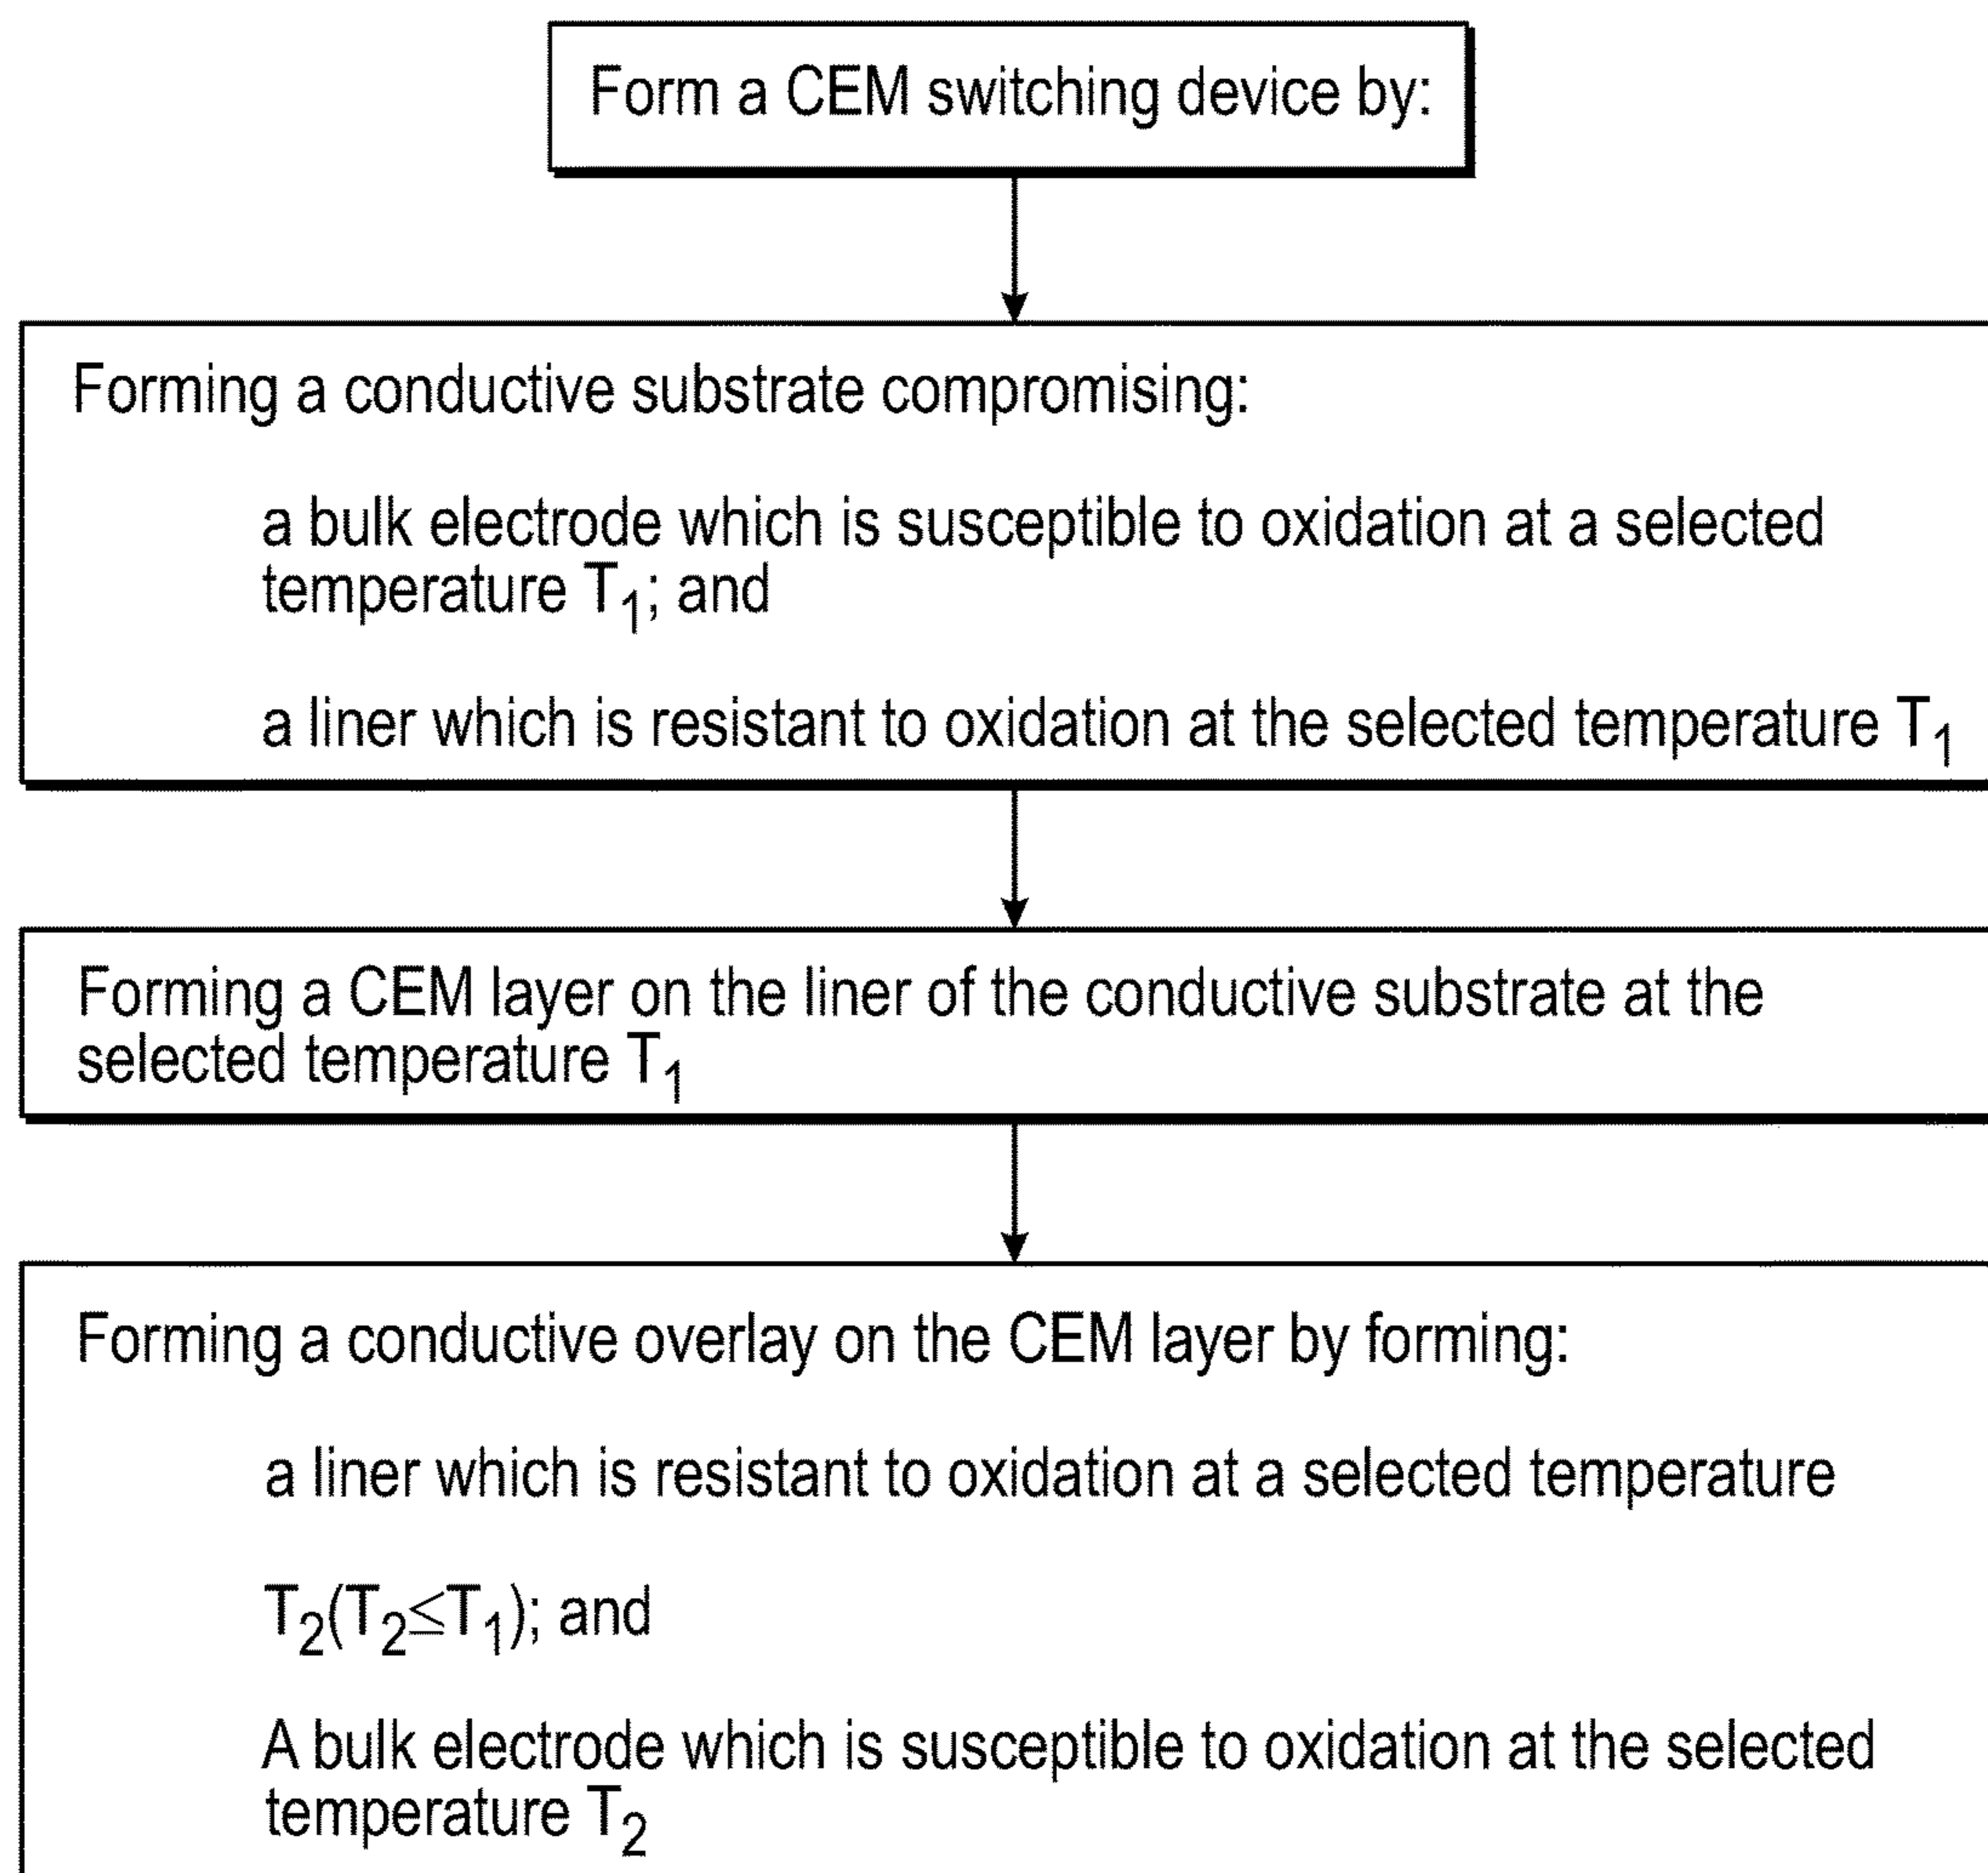 Form a CEM switching device by:
Forming a conductive substrate compromising:
a bulk electrode which is susceptible to oxidation at a selected
temperature T₁; and
a liner which is resistant to oxidation at the selected temperature T₁
Forming a CEM layer on the liner of the conductive substrate at the
selected temperature T₁
Forming a conductive overlay on the CEM layer by forming:
a liner which is resistant to oxidation at a selected temperature
T₂(T₂≤T₁); and
A bulk electrode which is susceptible to oxidation at the selected
temperature T₂